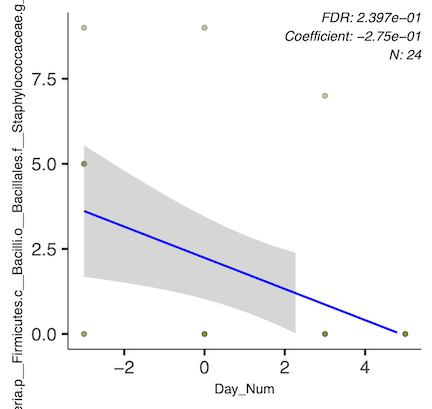 FDR: 2.397e−01
Coefficient: −2.75e−01
N: 24
eria.p__Firmicutes.c__Bacilli.o__Bacillales.f__Staphylococcaceae.g_
7.5
5.0
2.5
0.0
−2 0 2 4
Day_Num